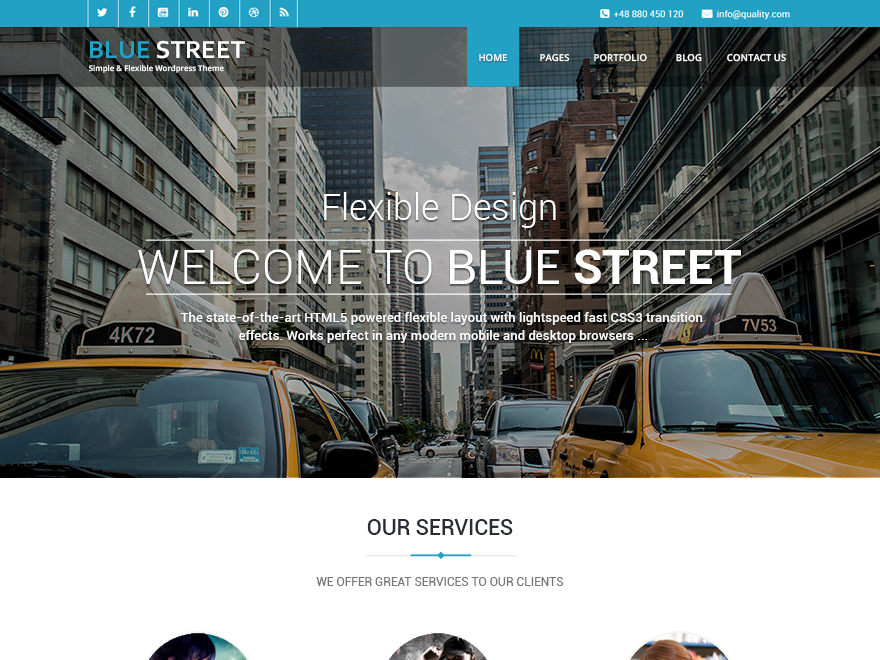 +48 880 450 120
info@quality.com
BLUE STREET
Simple & Flexible Wordpress Theme
HOME
PAGES
PORTFOLIO
BLOG
CONTACT US
Flexible Design
WELCOME TO BLUE STREET
The state-of-the-art HTML5 powered flexible layout with lightspeed fast CSS3 transition
effects. Works perfect in any modern mobile and desktop browsers ...
4K72
7V53
OUR SERVICES
WE OFFER GREAT SERVICES TO OUR CLIENTS